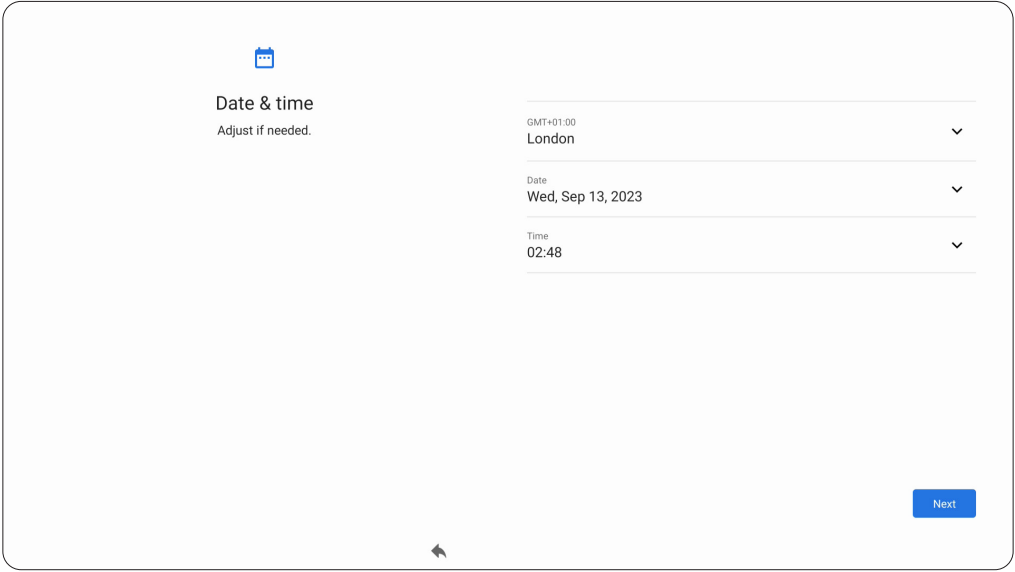 Date & time
Adjust if needed.
GMT+01:00
London
Date
Wed, Sep 13, 2023
Time
02:48
Next